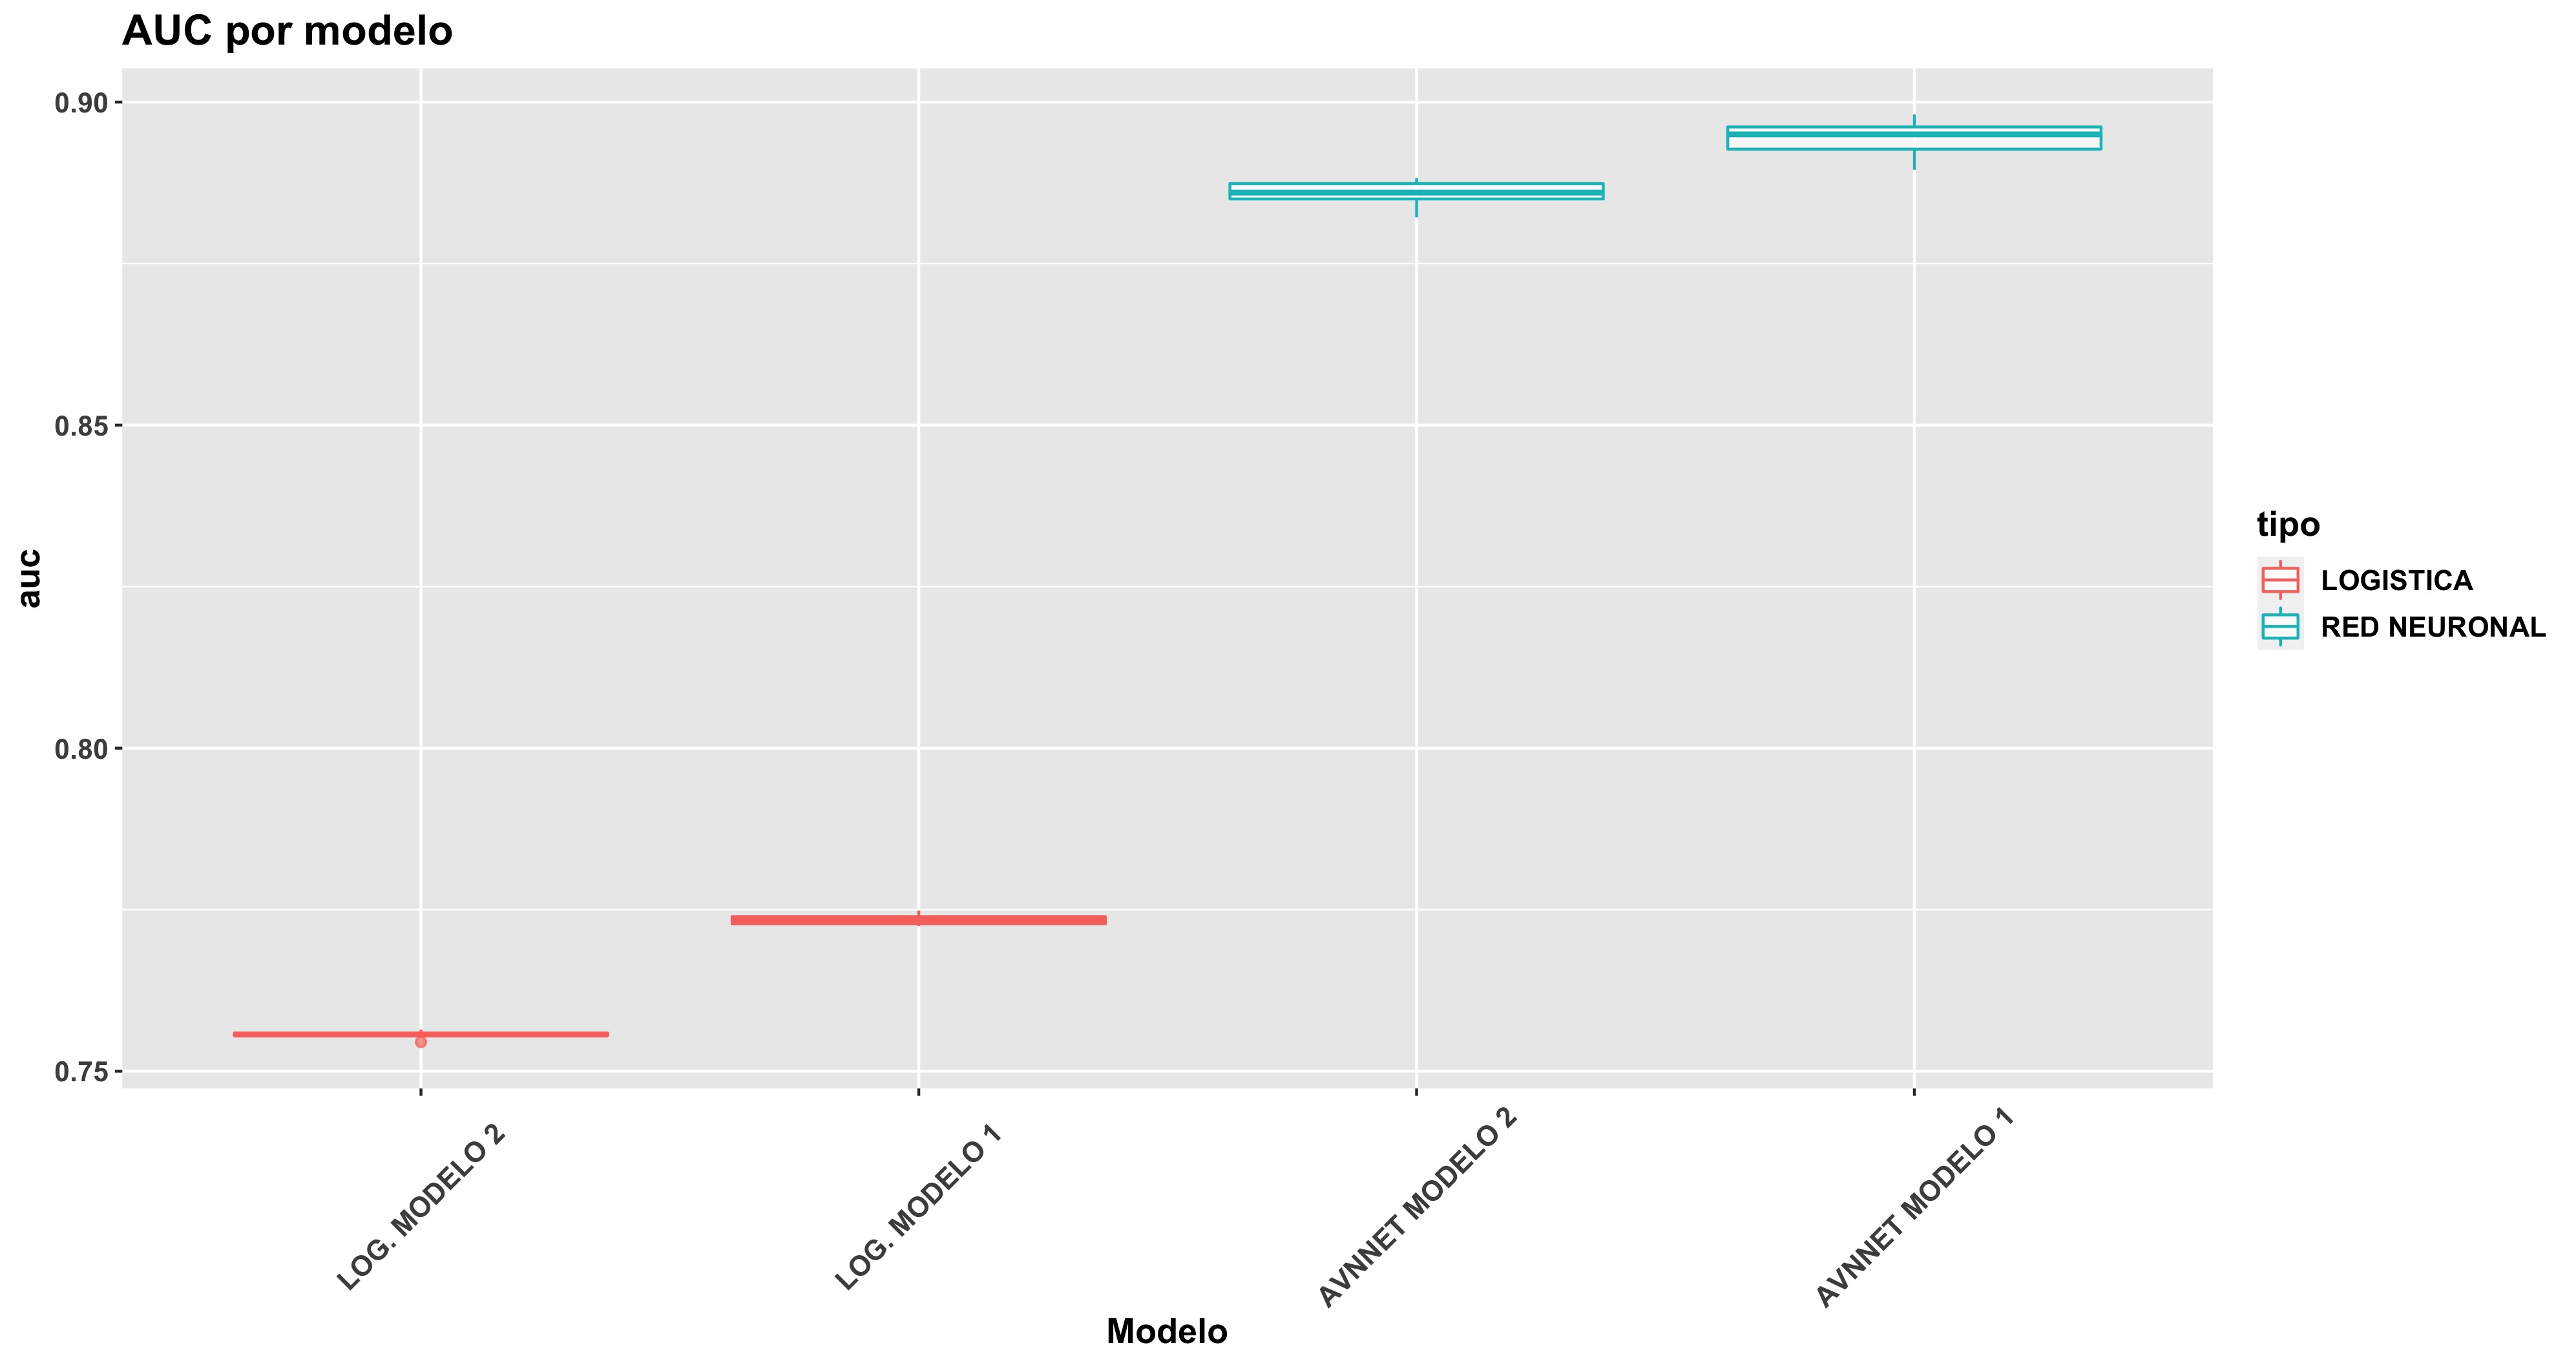 AUC por modelo
0.90
0.85
0.80
0.75
auc
LOG. MODELO 2
LOG. MODELO 1
AVNNET MODELO 2
AVNNET MODELO 1
Modelo
tipo
LOGISTICA
RED NEURONAL